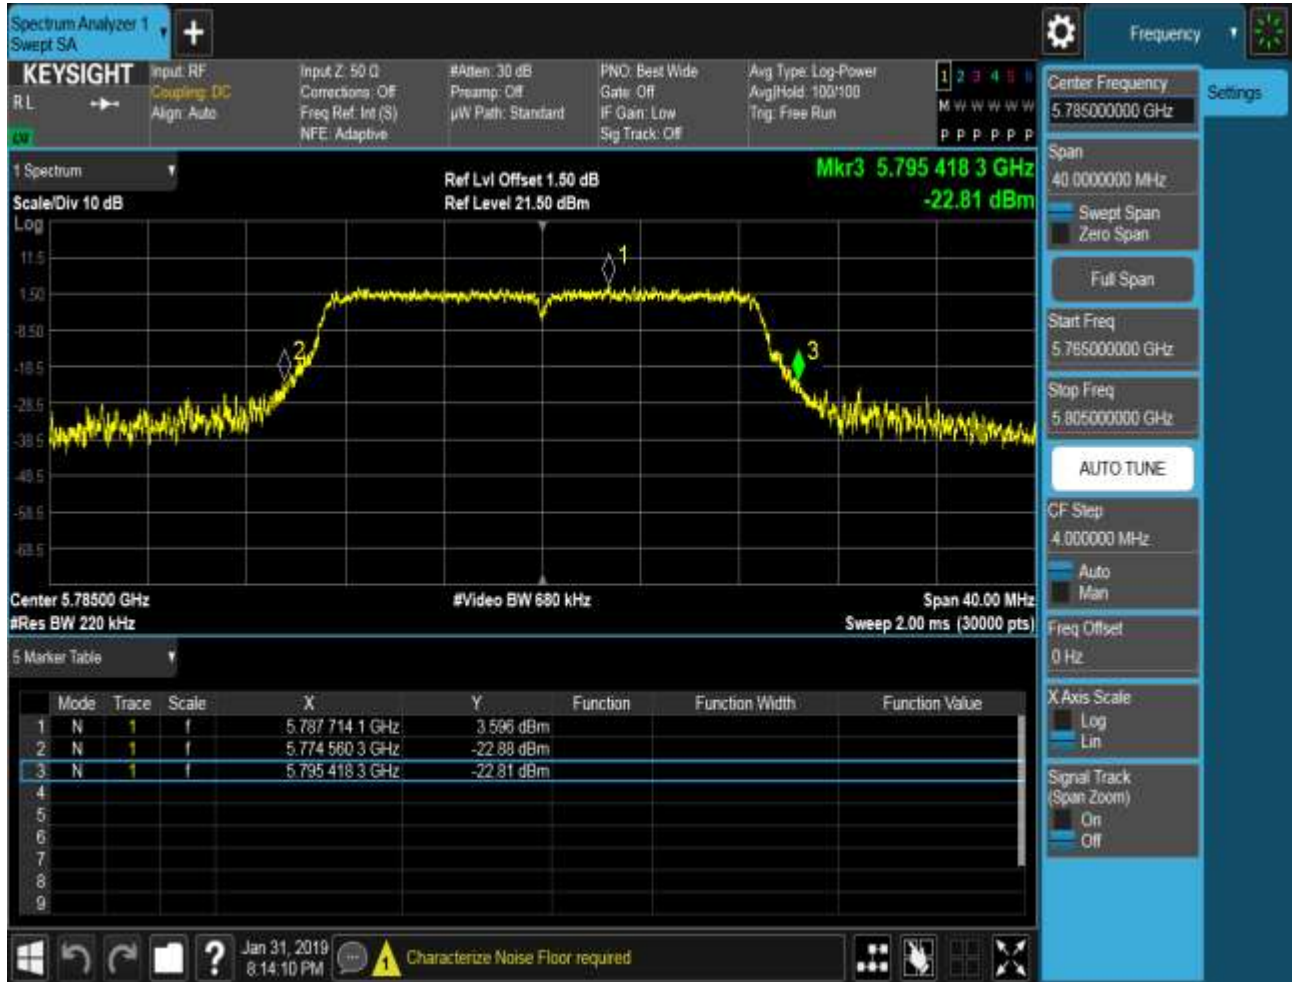 Spectrum Analyzer 1
Swept SA
+
Frequency
KEYSIGHT
RL
Input: RF
Coupling: DC
Align: Auto
Input Z: 50 Ω
Corrections: Off
Freq Ref: Int (S)
NFE: Adaptive
#Atten: 30 dB
Preamp: Off
µW Path: Standard
PNO: Best Wide
Gate: Off
IF Gain: Low
Sig Track: Off
Avg Type: Log-Power
Avg|Hold: 100/100
Trig: Free Run
1 2 3 4 5 6
M W W W W W
P P P P P P
1 Spectrum
Scale/Div 10 dB
Ref Lvl Offset 1.50 dB
Ref Level 21.50 dBm
Mkr3 5.795 418 3 GHz
-22.81 dBm
Log
11.5
1.50
-8.50
-18.5
-28.5
-38.5
-48.5
-58.5
-68.5
1
2
3
Center 5.78500 GHz
#Res BW 220 kHz
#Video BW 680 kHz
Span 40.00 MHz
Sweep 2.00 ms (30000 pts)
5 Marker Table
Mode Trace Scale X Y Function Function Width Function Value
1 N 1 f 5.787 714 1 GHz 3.596 dBm
2 N 1 f 5.774 560 3 GHz -22.88 dBm
3 N 1 f 5.795 418 3 GHz -22.81 dBm
4
5
6
7
8
9
Center Frequency
5.785000000 GHz
Settings
Span
40.0000000 MHz
Swept Span
Zero Span
Full Span
Start Freq
5.765000000 GHz
Stop Freq
5.805000000 GHz
AUTO TUNE
CF Step
4.000000 MHz
Auto
Man
Freq Offset
0 Hz
X Axis Scale
Log
Lin
Signal Track
(Span Zoom)
On
Off
?
Jan 31, 2019
8:14:10 PM
1
Characterize Noise Floor required